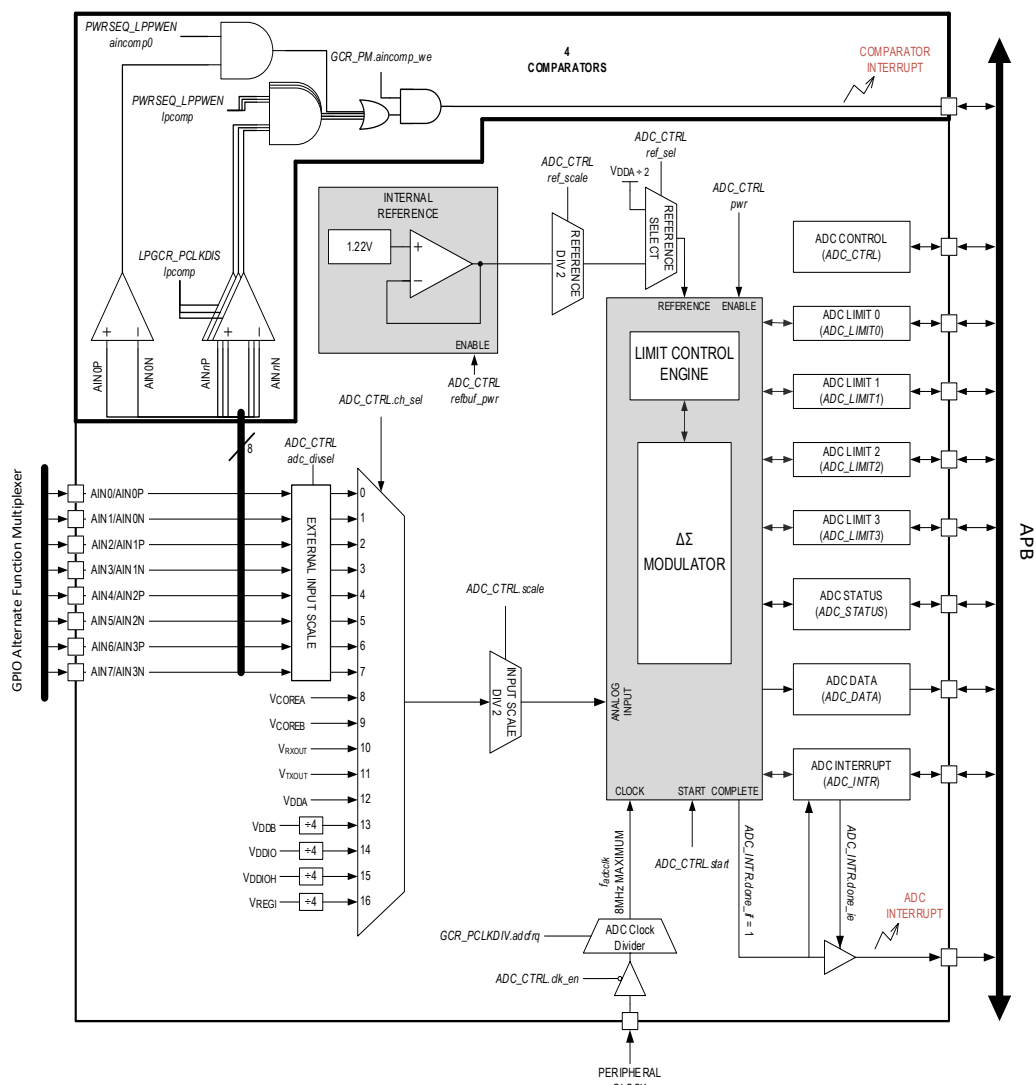 PWRSEQ_LPPWEN
aincomp0
GCR_PM.aincomp_we
4
COMPARATORS
COMPARATOR
INTERRUPT
PWRSEQ_LPPWEN
lpcomp
LPGCR_PCLKDIS
lpcomp
+
−
+
−
AIN0P
AIN0N
AINnP
AINnN
INTERNAL
REFERENCE
1.22V
+
−
ENABLE
ADC_CTRL
refbuf_pwr
ADC_CTRL
ref_scale
REFERENCE
DIV 2
ADC_CTRL
ref_sel
VDDA ÷ 2
REFERENCE
SELECT
ADC_CTRL
pwr
REFERENCE
ENABLE
LIMIT CONTROL
ENGINE
ΔΣ
MODULATOR
ANALOG
INPUT
CLOCK
START
COMPLETE
ADC CONTROL
(ADC_CTRL)
ADC LIMIT 0
(ADC_LIMIT0)
ADC LIMIT 1
(ADC_LIMIT1)
ADC LIMIT 2
(ADC_LIMIT2)
ADC LIMIT 3
(ADC_LIMIT3)
ADC STATUS
(ADC_STATUS)
ADC DATA
(ADC_DATA)
ADC INTERRUPT
(ADC_INTR)
APB
ADC_CTRL.ch_sel
8
ADC_CTRL
adc_divsel
EXTERNAL INPUT SCALE
GPIO Alternate Function Multiplexer
AIN0/AIN0P 0
AIN1/AIN0N 1
AIN2/AIN1P 2
AIN3/AIN1N 3
AIN4/AIN2P 4
AIN5/AIN2N 5
AIN6/AIN3P 6
AIN7/AIN3N 7
VCOREA 8
VCOREB 9
VRXOUT 10
VTXOUT 11
VDDA 12
VDDB ÷4 13
VDDIO ÷4 14
VDDIOH ÷4 15
VREGI ÷4 16
ADC_CTRL.scale
INPUT SCALE
DIV 2
fadcclk
8MHz MAXIMUM
ADC_CTRL.start
ADC_INTR.done_if = 1
ADC_INTR.done_ie
ADC
INTERRUPT
GCR_PCLKDIV.adcfrq
ADC Clock
Divider
ADC_CTRL.clk_en
PERIPHERAL